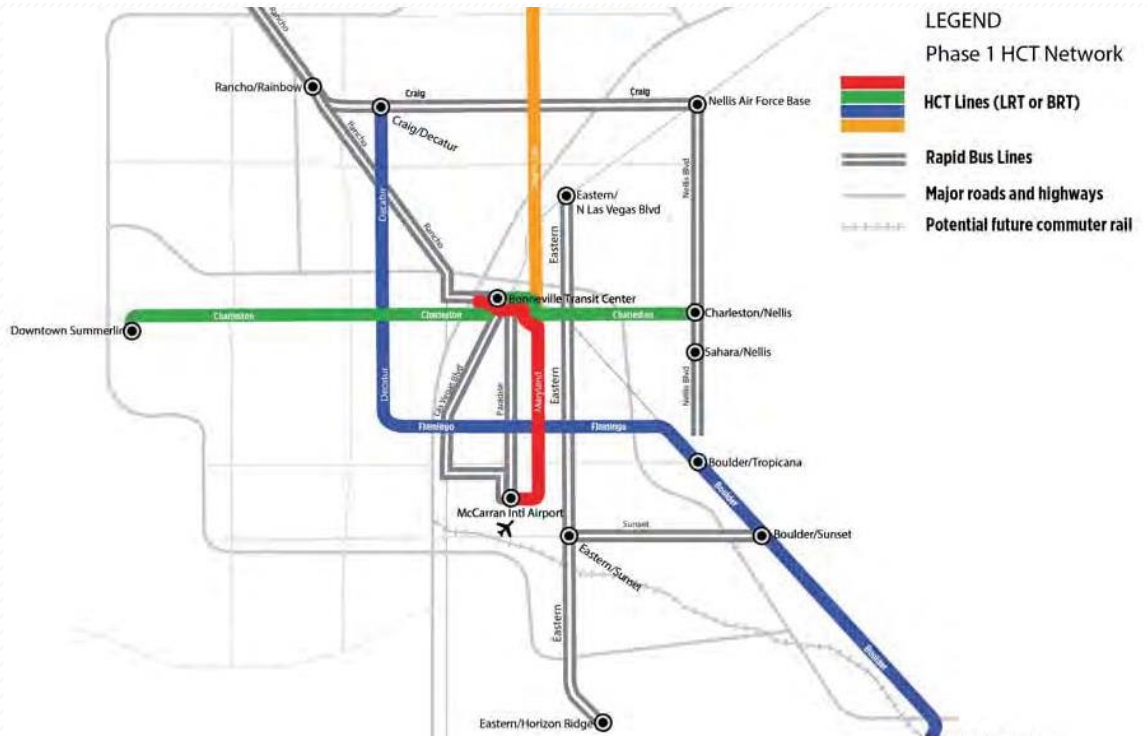 LEGEND
Phase 1 HCT Network
HCT Lines (LRT or BRT)
Rapid Bus Lines
Major roads and highways
Potential future commuter rail
Rancho
Rancho/Rainbow
Craig
Craig
Nellis Air Force Base
Craig/Decatur
Rancho
Decatur
Nellis Blvd
Eastern/
N Las Vegas Blvd
Rancho
Eastern
Bonneville Transit Center
Downtown Summerlin
Charleston
Charleston
Charleston
Charleston/Nellis
Sahara/Nellis
Decatur
Las Vegas Blvd
Paradise
Maryland
Eastern
Nellis Blvd
Flamingo
Flamingo
Boulder/Tropicana
Boulder
McCarran Intl Airport
Sunset
Boulder/Sunset
Eastern/Sunset
Eastern
Boulder
Eastern/Horizon Ridge